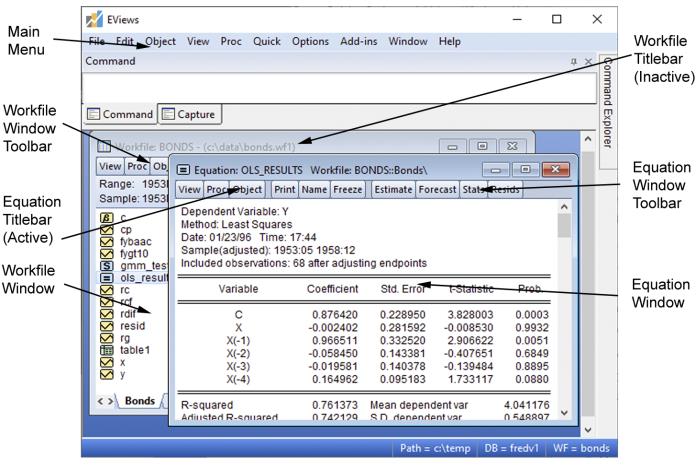 EViews
Main
Menu
File Edit Object View Proc Quick Options Add-ins Window Help
Command
Workfile
Titlebar
(Inactive)
Command Explorer
Command Capture
Workfile
Window
Toolbar
Workfile: BONDS - (c:\data\bonds.wf1)
View Proc Obj
Range: 1953
Sample: 1953
Equation: OLS_RESULTS Workfile: BONDS::Bonds\
View Proc Object Print Name Freeze Estimate Forecast Stats Resids
Equation
Window
Toolbar
Equation
Titlebar
(Active)
Workfile
Window
c
cp
fybaac
fygt10
gmm_test
ols_result
rc
rcf
rdif
resid
rg
table1
x
y
Bonds
Dependent Variable: Y
Method: Least Squares
Date: 01/23/96 Time: 17:44
Sample(adjusted): 1953:05 1958:12
Included observations: 68 after adjusting endpoints
Variable Coefficient Std. Error t-Statistic Prob.
C 0.876420 0.228950 3.828003 0.0003
X -0.002402 0.281592 -0.008530 0.9932
X(-1) 0.966511 0.332520 2.906622 0.0051
X(-2) -0.058450 0.143381 -0.407651 0.6849
X(-3) -0.019581 0.140378 -0.139484 0.8895
X(-4) 0.164962 0.095183 1.733117 0.0880
R-squared 0.761373 Mean dependent var 4.041176
Adjusted R-squared 0.742129 S.D. dependent var 0.548897
Equation
Window
Path = c:\temp DB = fredv1 WF = bonds